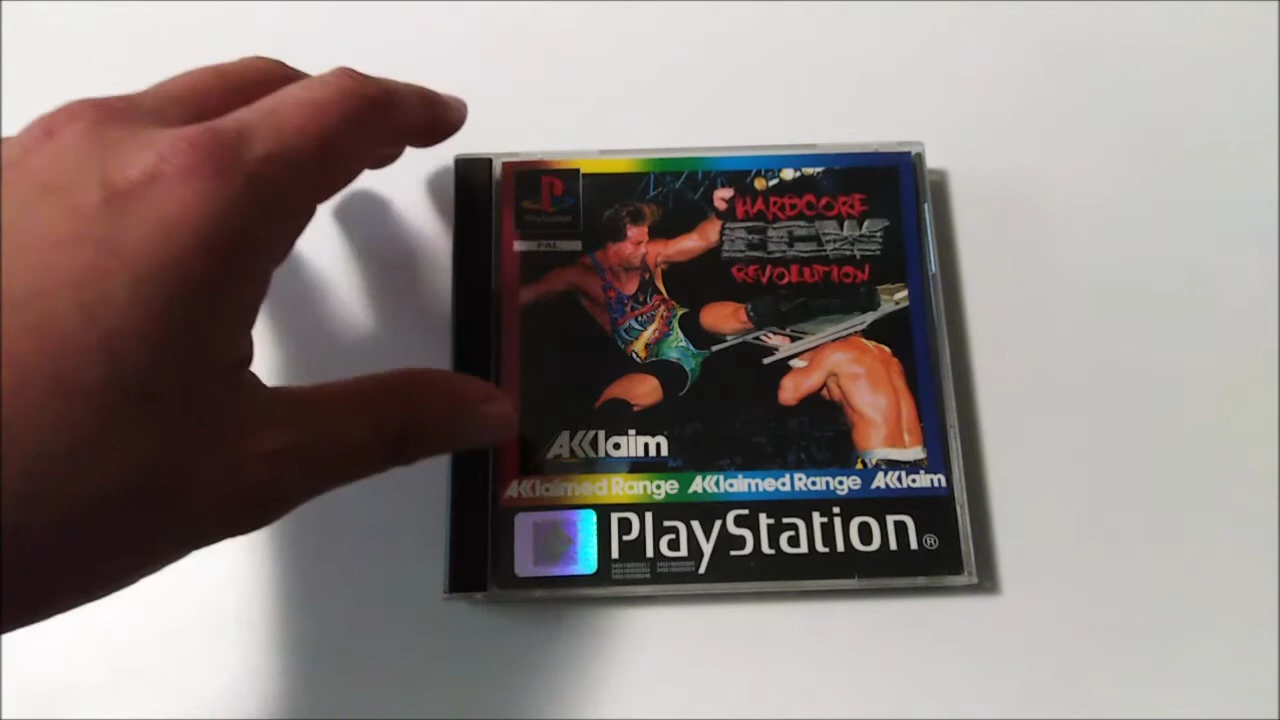 PlayStation
PAL
HARDCORE
ECW
REVOLUTION
AKKlaim
AKKlaimed Range AKKlaimed Range AKKlaim
PlayStation®